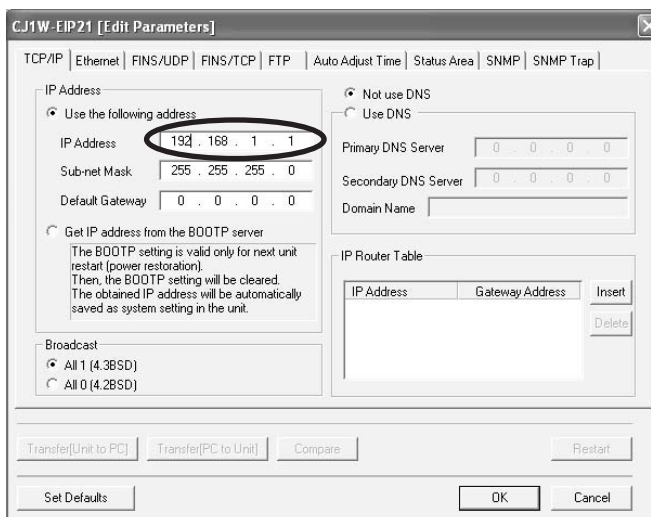 CJ1W-EIP21 [Edit Parameters]
TCP/IP Ethernet FINS/UDP FINS/TCP FTP Auto Adjust Time Status Area SNMP SNMP Trap
IP Address
Use the following address
IP Address 192 . 168 . 1 . 1
Sub-net Mask 255 . 255 . 255 . 0
Default Gateway 0 . 0 . 0 . 0
Get IP address from the BOOTP server
The BOOTP setting is valid only for next unit
restart (power restoration).
Then, the BOOTP setting will be cleared.
The obtained IP address will be automatically
saved as system setting in the unit.
Broadcast
All 1 (4.3BSD)
All 0 (4.2BSD)
Not use DNS
Use DNS
Primary DNS Server 0 . 0 . 0 . 0
Secondary DNS Server 0 . 0 . 0 . 0
Domain Name
IP Router Table
IP Address Gateway Address
Insert
Delete
Transfer[Unit to PC] Transfer[PC to Unit] Compare Restart
Set Defaults OK Cancel